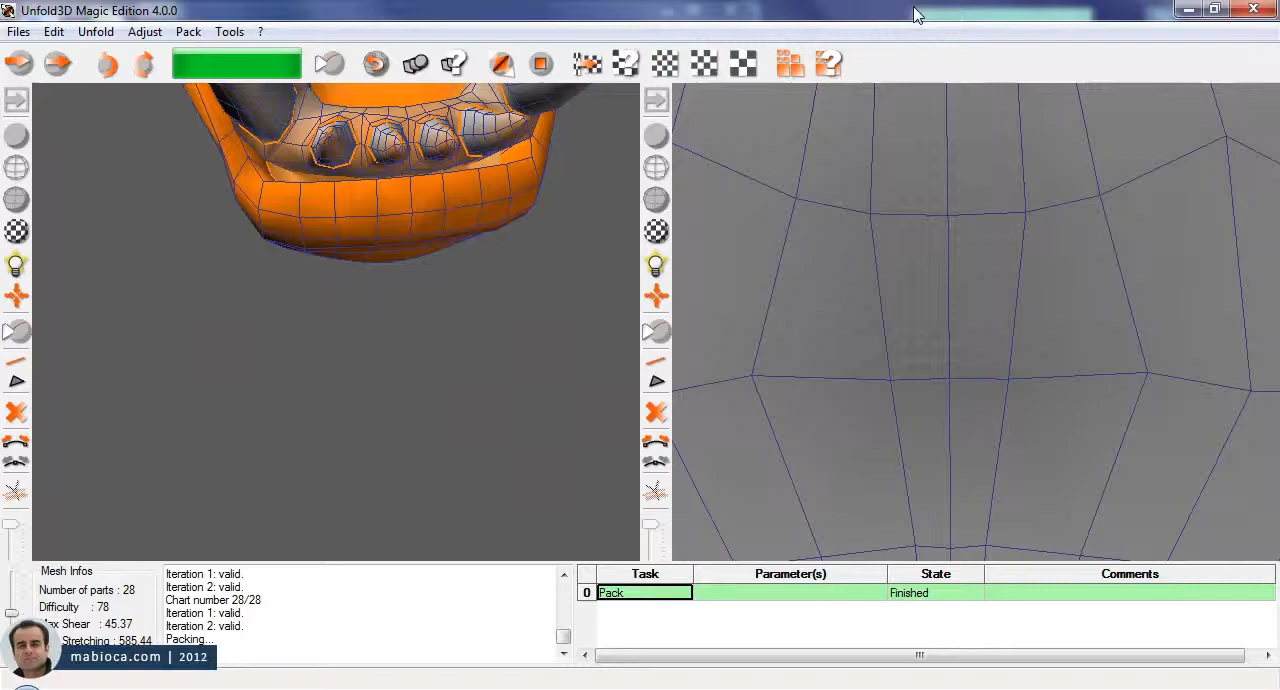 Unfold3D Magic Edition 4.0.0
Files Edit Unfold Adjust Pack Tools ?
Mesh Infos
Number of parts : 28
Difficulty : 78
Max Shear : 45.37
Stretching : 585.44
Iteration 1: valid.
Iteration 2: valid.
Chart number 28/28
Iteration 1: valid.
Iteration 2: valid.
Packing...
Task Parameter(s) State Comments
0 Pack Finished
mabioca.com | 2012